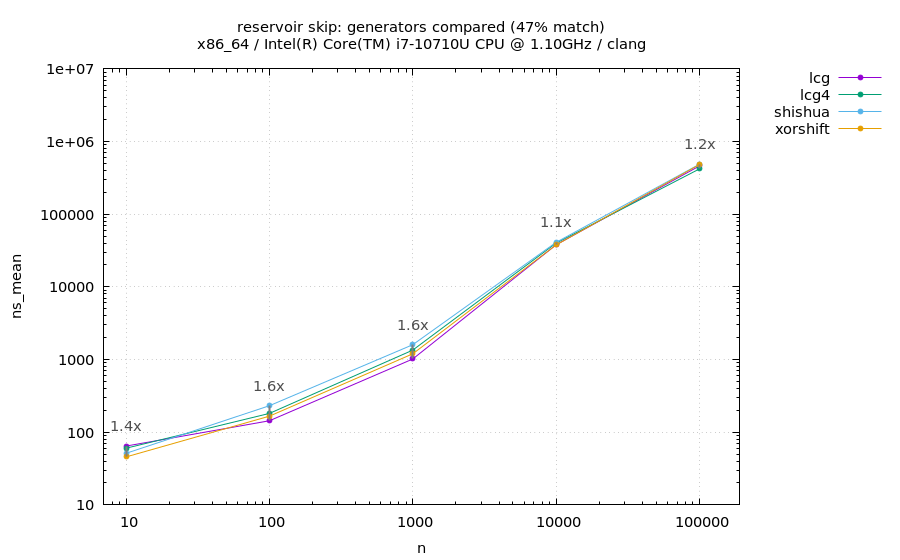 reservoir skip: generators compared (47% match)
x86_64 / Intel(R) Core(TM) i7-10710U CPU @ 1.10GHz / clang
1e+07
1e+06
100000
10000
1000
100
10
ns_mean
1.4x
1.6x
1.6x
1.1x
1.2x
10
100
1000
10000
100000
n
lcg
lcg4
shishua
xorshift